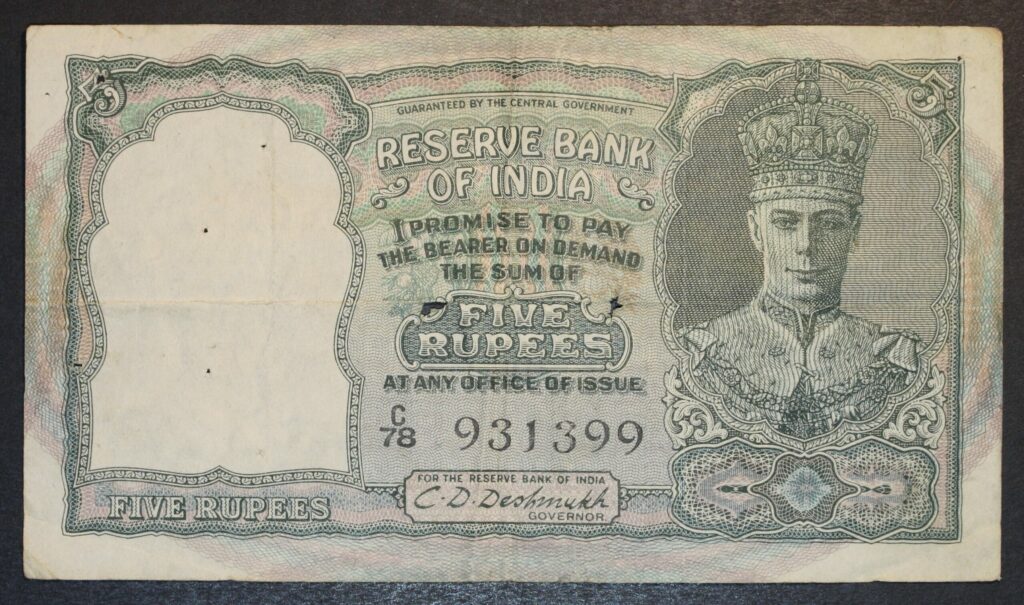 5
5
GUARANTEED BY THE CENTRAL GOVERNMENT
RESERVE BANK
OF INDIA
I PROMISE TO PAY
THE BEARER ON DEMAND
THE SUM OF
FIVE
RUPEES
AT ANY OFFICE OF ISSUE
C/78 931399
FOR THE RESERVE BANK OF INDIA
C. D. Deshmukh
GOVERNOR
FIVE RUPEES